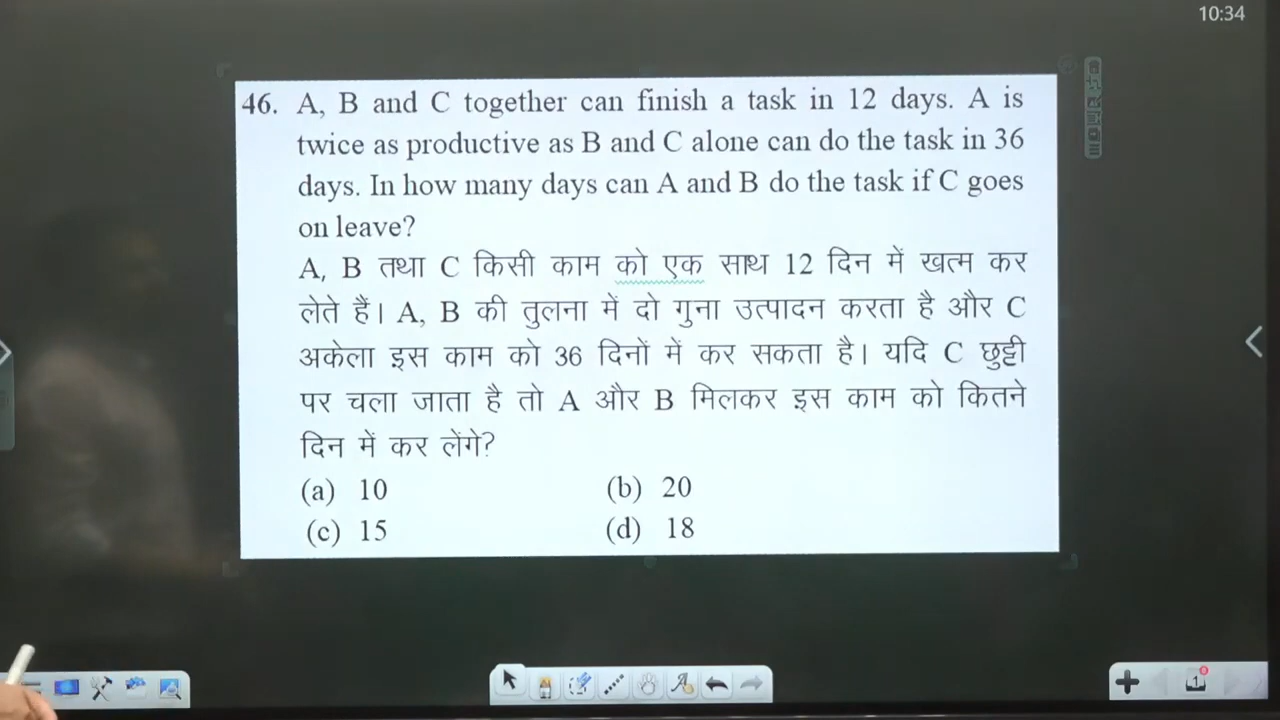 10:34
46. A, B and C together can finish a task in 12 days. A is
twice as productive as B and C alone can do the task in 36
days. In how many days can A and B do the task if C goes
on leave?
A, B तथा C किसी काम को एक साथ 12 दिन में खत्म कर
लेते हैं। A, B की तुलना में दो गुना उत्पादन करता है और C
अकेला इस काम को 36 दिनों में कर सकता है। यदि C छुट्टी
पर चला जाता है तो A और B मिलकर इस काम को कितने
दिन में कर लेंगे?
(a) 10 (b) 20
(c) 15 (d) 18
1